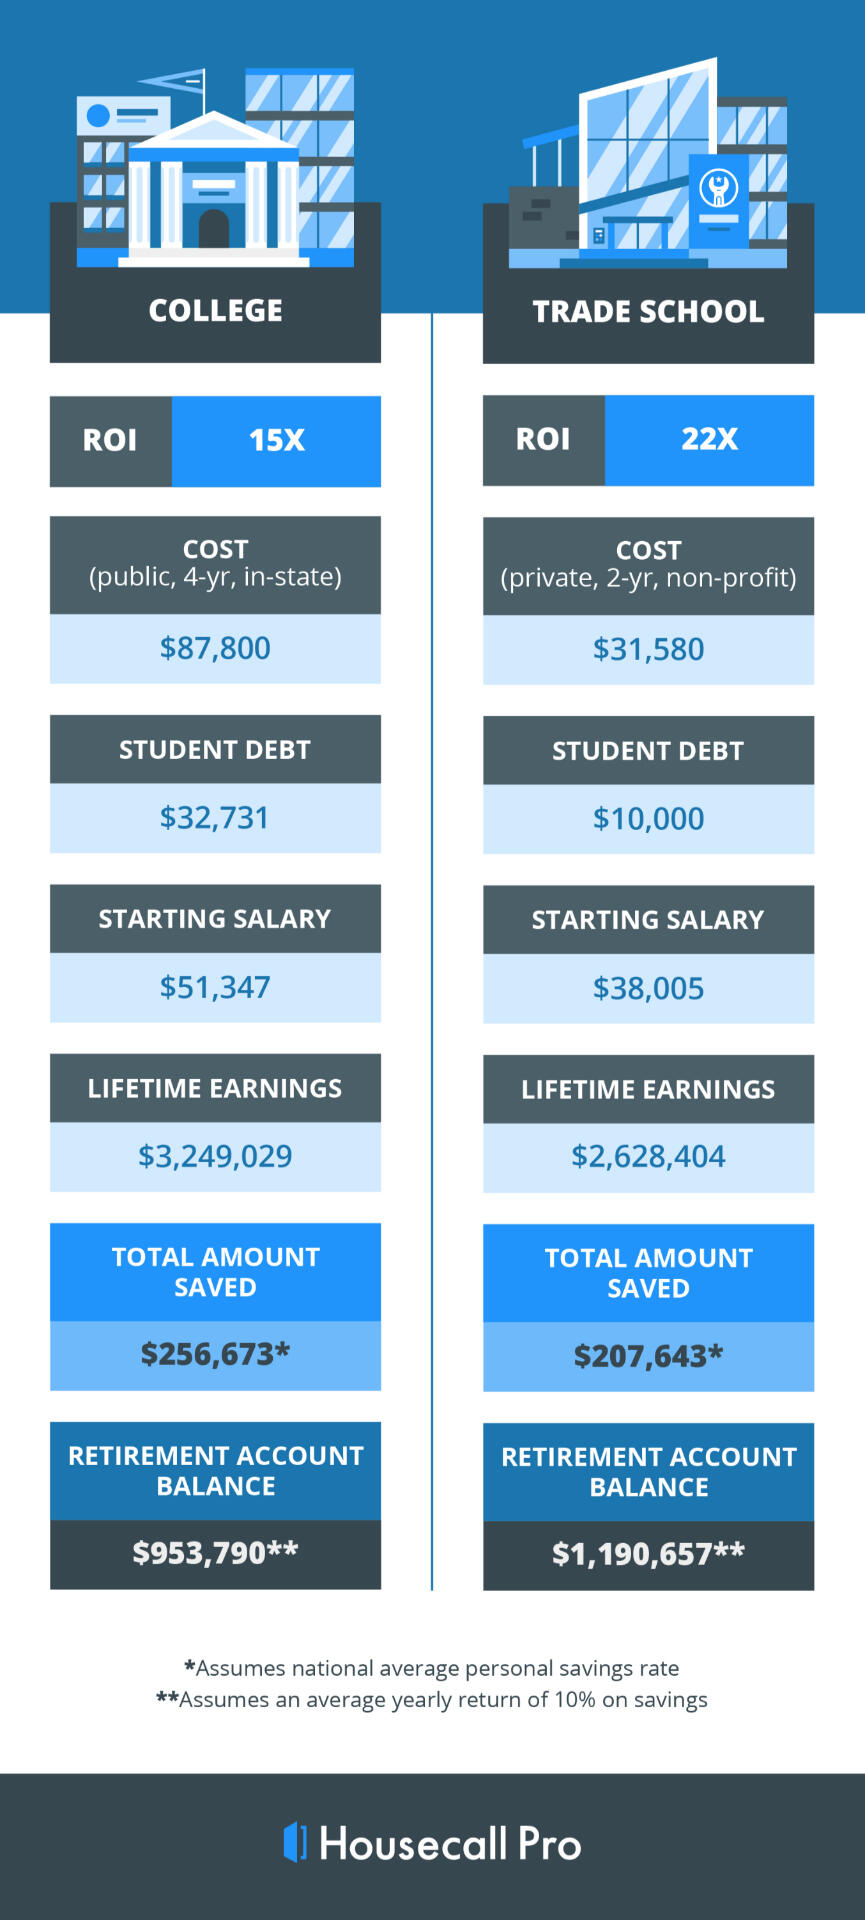 COLLEGE
ROI
15X
COST
(public, 4-yr, in-state)
$87,800
STUDENT DEBT
$32,731
STARTING SALARY
$51,347
LIFETIME EARNINGS
$3,249,029
TOTAL AMOUNT
SAVED
$256,673*
RETIREMENT ACCOUNT
BALANCE
$953,790**
TRADE SCHOOL
ROI
22X
COST
(private, 2-yr, non-profit)
$31,580
STUDENT DEBT
$10,000
STARTING SALARY
$38,005
LIFETIME EARNINGS
$2,628,404
TOTAL AMOUNT
SAVED
$207,643*
RETIREMENT ACCOUNT
BALANCE
$1,190,657**
*Assumes national average personal savings rate
**Assumes an average yearly return of 10% on savings
Housecall Pro